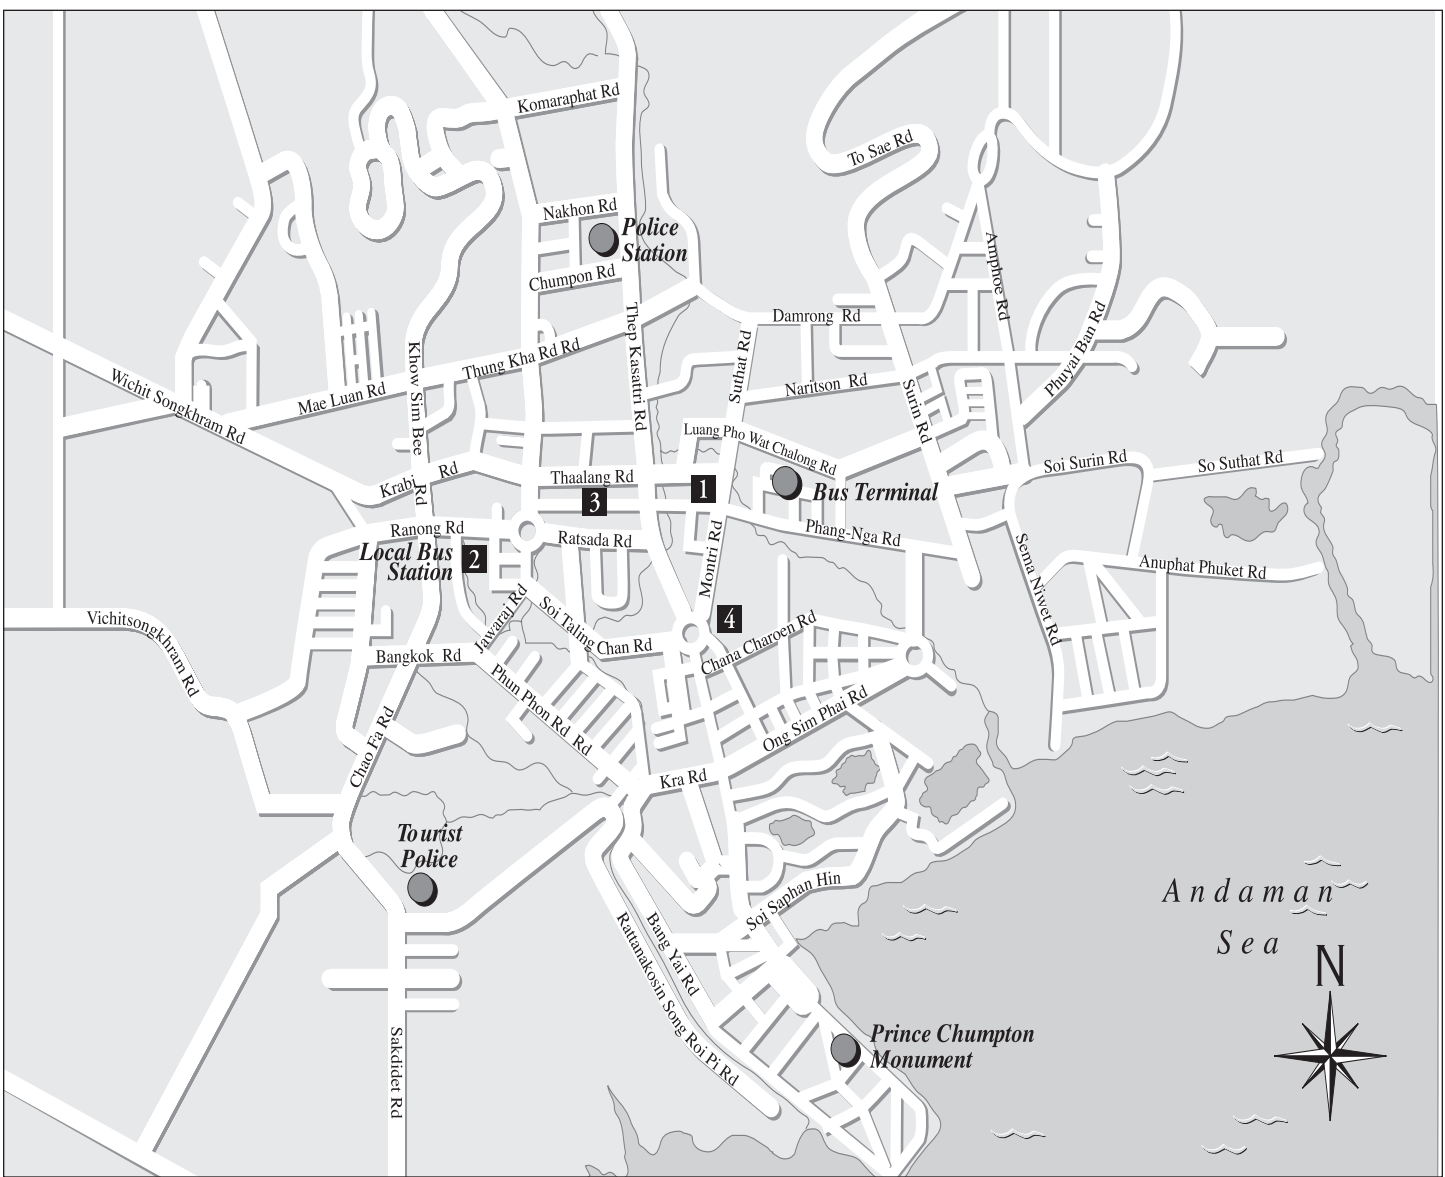 Komaraphat Rd
To Sae Rd
Nakhon Rd
Police
Station
Chumpon Rd
Amphoe Rd
Thep Kasattri Rd
Damrong Rd
Phuyai Ban Rd
Khow Sim Bee Rd
Thung Kha Rd Rd
Suthat Rd
Wichit Songkhram Rd
Mae Luan Rd
Naritson Rd
Surin Rd
Luang Pho Wat Chalong Rd
Krabi Rd
Thaalang Rd
Soi Surin Rd
So Suthat Rd
1
3
Bus Terminal
Ranong Rd
Ratsada Rd
Phang-Nga Rd
Local Bus
Station
2
Montri Rd
Sema Niwet Rd
Anuphat Phuket Rd
Vichitsongkhram Rd
Jawaraj Rd
Soi Taling Chan Rd
4
Chana Charoen Rd
Bangkok Rd
Phun Phon Rd Rd
Ong Sim Phai Rd
Chao Fa Rd
Kra Rd
Tourist
Police
Soi Saphan Hin
Andaman
Sea
N
Bang Yai Rd
Rattanakosin Song Roi Pi Rd
Prince Chumpton
Monument
Sakdidet Rd